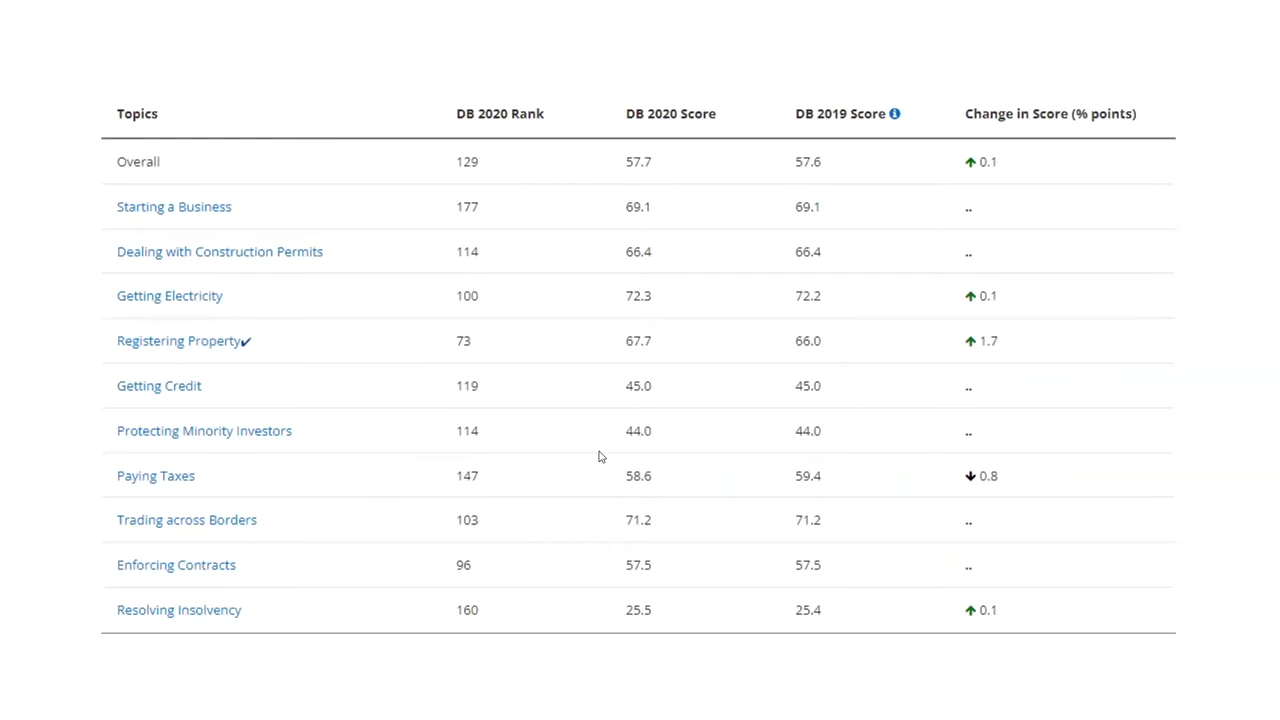 Topics DB 2020 Rank DB 2020 Score DB 2019 Score Change in Score (% points)
Overall 129 57.7 57.6 0.1
Starting a Business 177 69.1 69.1 ..
Dealing with Construction Permits 114 66.4 66.4 ..
Getting Electricity 100 72.3 72.2 0.1
Registering Property✔ 73 67.7 66.0 1.7
Getting Credit 119 45.0 45.0 ..
Protecting Minority Investors 114 44.0 44.0 ..
Paying Taxes 147 58.6 59.4 0.8
Trading across Borders 103 71.2 71.2 ..
Enforcing Contracts 96 57.5 57.5 ..
Resolving Insolvency 160 25.5 25.4 0.1